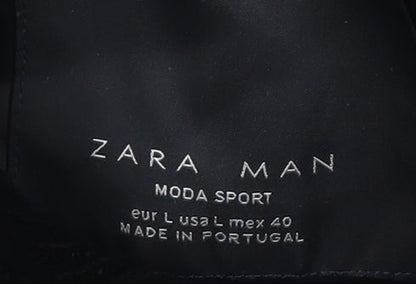 ZARA MAN
MODA SPORT
eur L usa L mex 40
MADE IN PORTUGAL